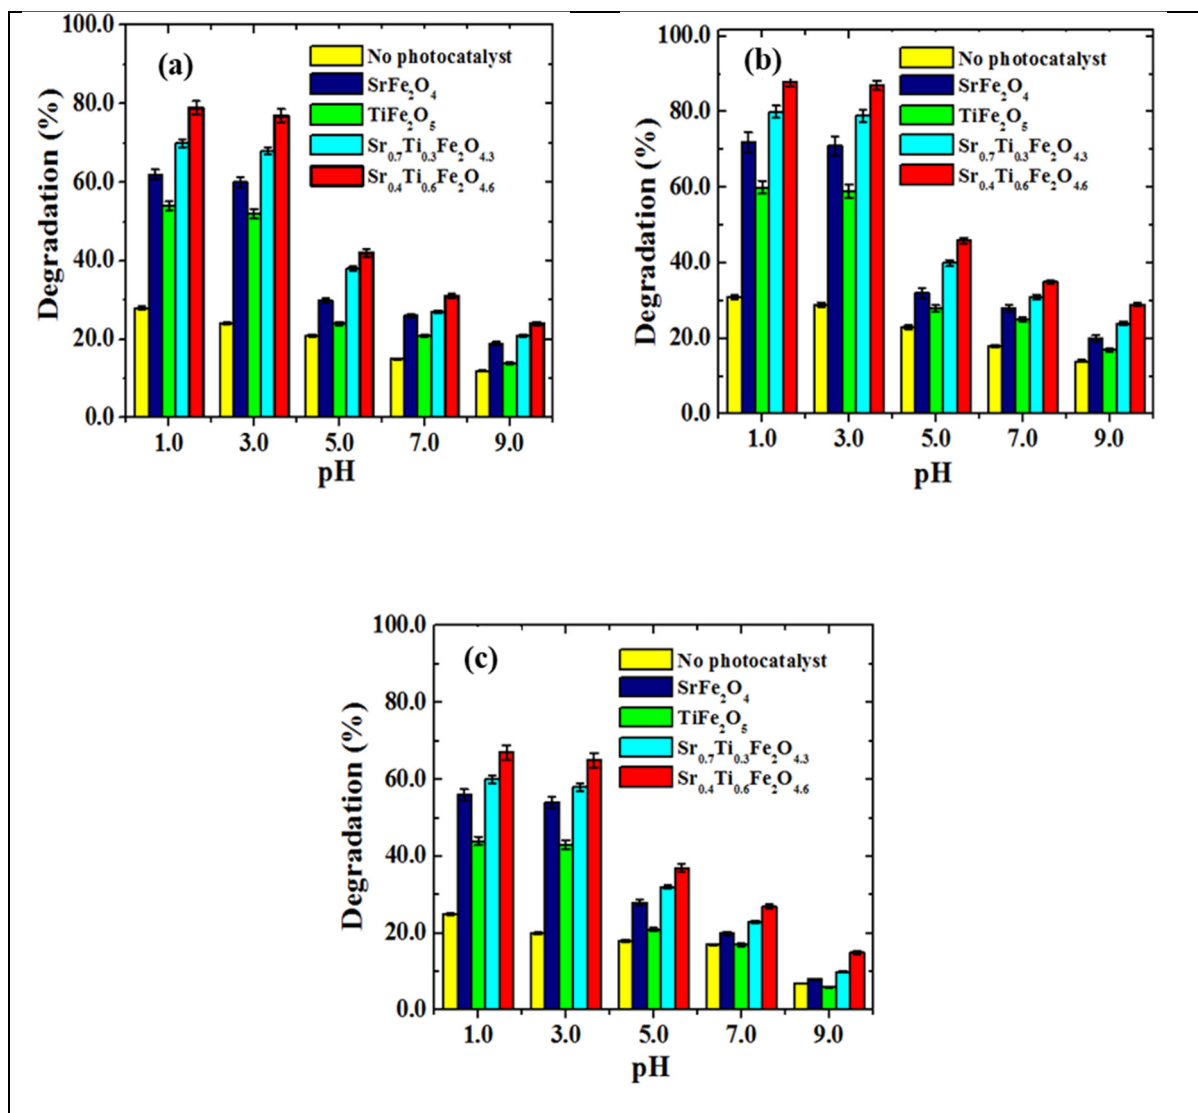 100.0
80.0
60.0
40.0
20.0
0.0
Degradation (%)
(a)
No photocatalyst
SrFe₂O₄
TiFe₂O₅
Sr₀.₇Ti₀.₃Fe₂O₄.₃
Sr₀.₄Ti₀.₆Fe₂O₄.₆
1.0 3.0 5.0 7.0 9.0
pH
100.0
80.0
60.0
40.0
20.0
0.0
Degradation (%)
(b)
No photocatalyst
SrFe₂O₄
TiFe₂O₅
Sr₀.₇Ti₀.₃Fe₂O₄.₃
Sr₀.₄Ti₀.₆Fe₂O₄.₆
1.0 3.0 5.0 7.0 9.0
pH
100.0
80.0
60.0
40.0
20.0
0.0
Degradation (%)
(c)
No photocatalyst
SrFe₂O₄
TiFe₂O₅
Sr₀.₇Ti₀.₃Fe₂O₄.₃
Sr₀.₄Ti₀.₆Fe₂O₄.₆
1.0 3.0 5.0 7.0 9.0
pH